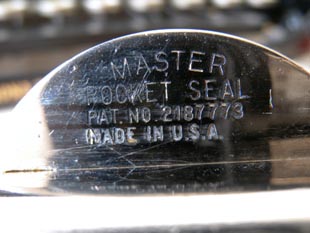 MASTER
POCKET SEAL
PAT. NO. 2187773
MADE IN U.S.A.